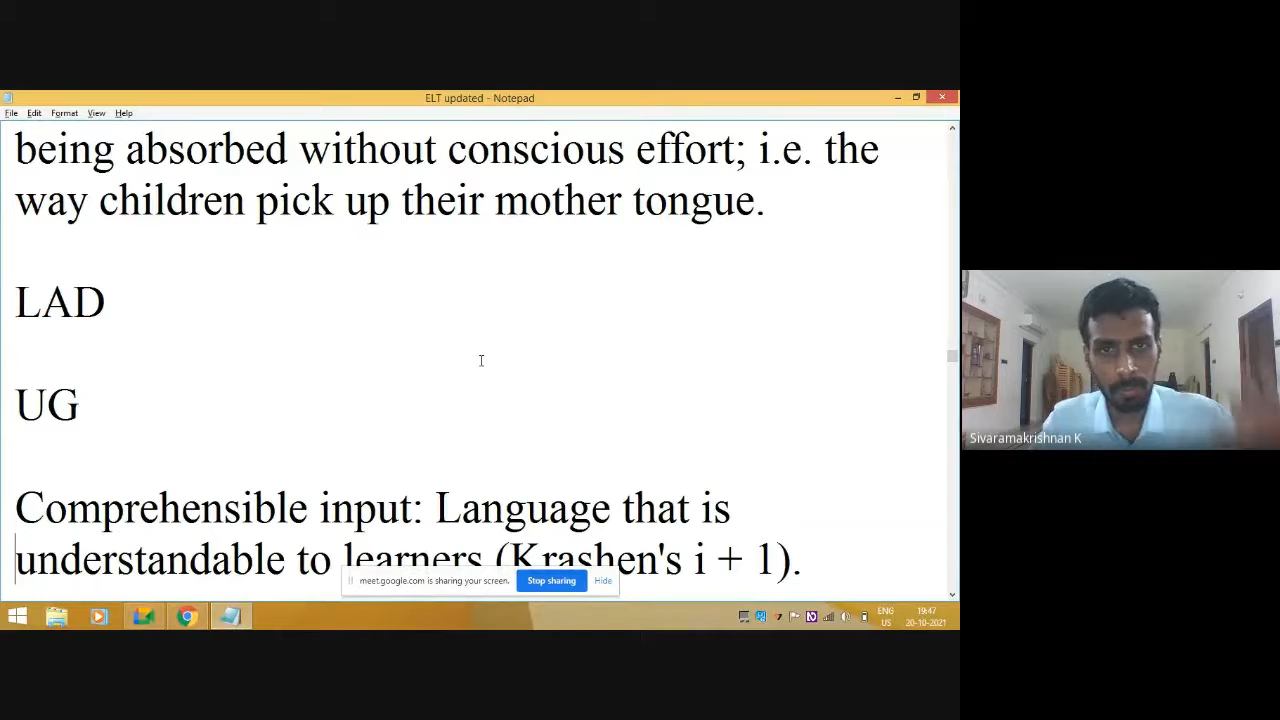 ELT updated - Notepad
File Edit Format View Help
being absorbed without conscious effort; i.e. the
way children pick up their mother tongue.
LAD
UG
Comprehensible input: Language that is
understandable to learners (Krashen's i + 1).
meet.google.com is sharing your screen. Stop sharing Hide
Sivaramakrishnan K
ENG
US
19:47
20-10-2021